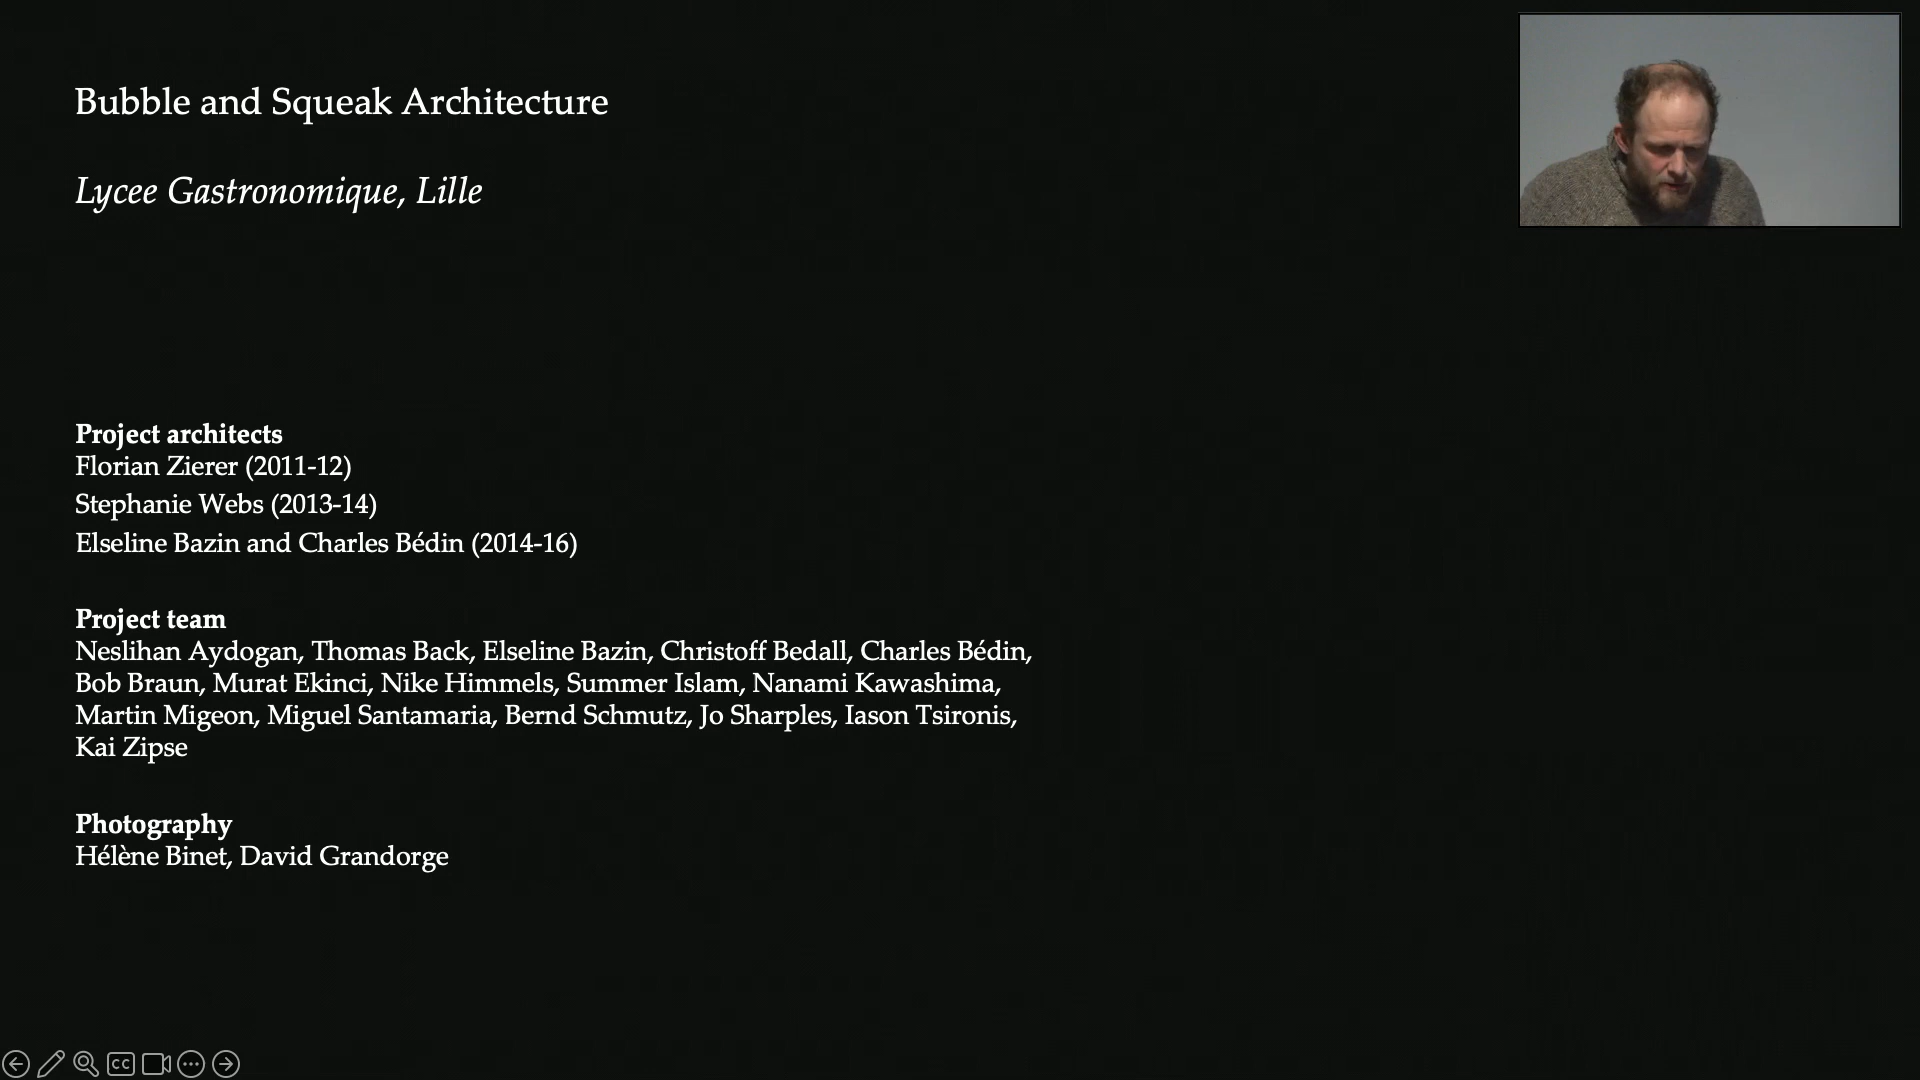 Bubble and Squeak Architecture
Lycee Gastronomique, Lille
Project architects
Florian Zierer (2011-12)
Stephanie Webs (2013-14)
Elseline Bazin and Charles Bédin (2014-16)
Project team
Neslihan Aydogan, Thomas Back, Elseline Bazin, Christoff Bedall, Charles Bédin,
Bob Braun, Murat Ekinci, Nike Himmels, Summer Islam, Nanami Kawashima,
Martin Migeon, Miguel Santamaria, Bernd Schmutz, Jo Sharples, Iason Tsironis,
Kai Zipse
Photography
Hélène Binet, David Grandorge
CC